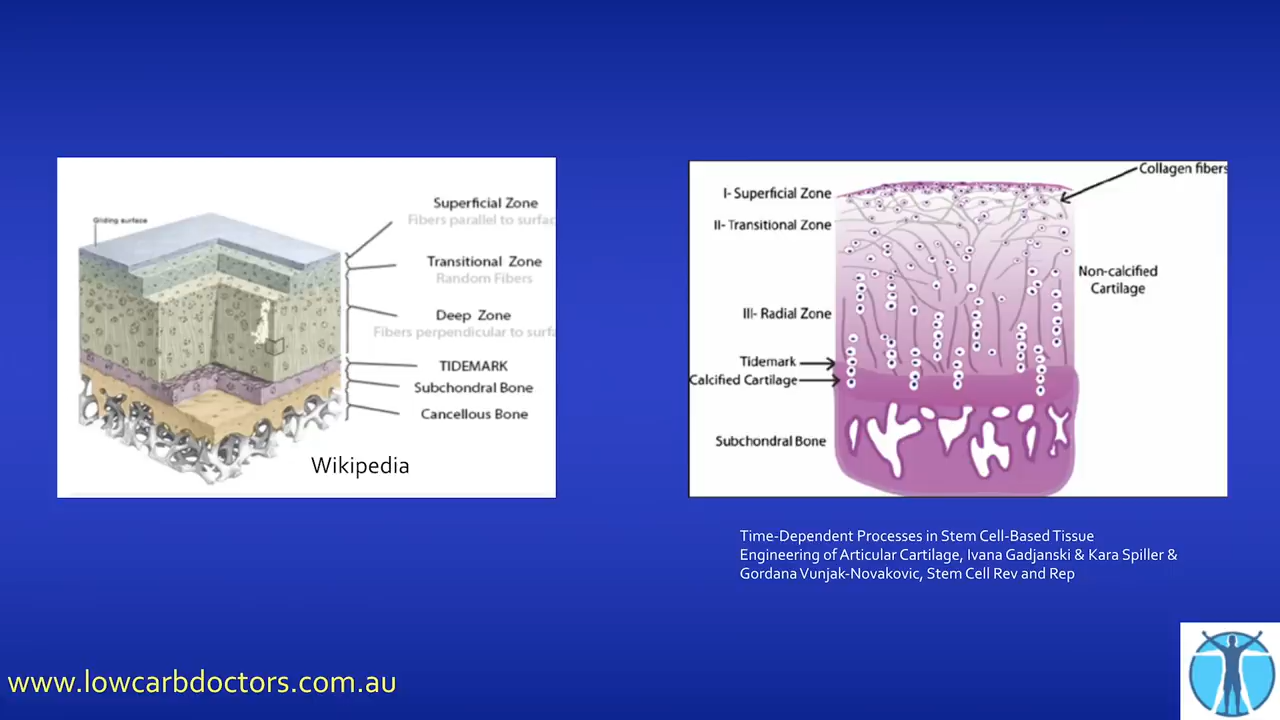 Gliding surface
Superficial Zone
Fibers parallel to surfac
Transitional Zone
Random Fibers
Deep Zone
Fibers perpendicular to surfa
TIDEMARK
Subchondral Bone
Cancellous Bone
Wikipedia
Collagen fibers
I- Superficial Zone
II- Transitional Zone
Non-calcified
Cartilage
III- Radial Zone
Tidemark
Calcified Cartilage
Subchondral Bone
Time-Dependent Processes in Stem Cell-Based Tissue
Engineering of Articular Cartilage, Ivana Gadjanski & Kara Spiller &
Gordana Vunjak-Novakovic, Stem Cell Rev and Rep
www.lowcarbdoctors.com.au